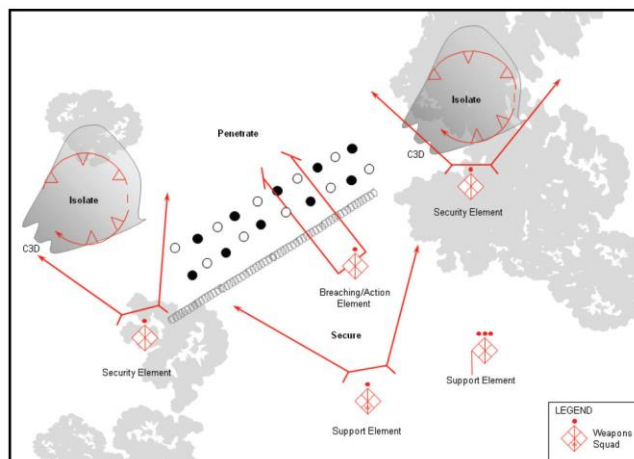 Isolate
Penetrate
C3D
Isolate
Security Element
C3D
Breaching/Action
Element
Secure
Security Element
Support Element
Support Element
LEGEND
Weapons
Squad